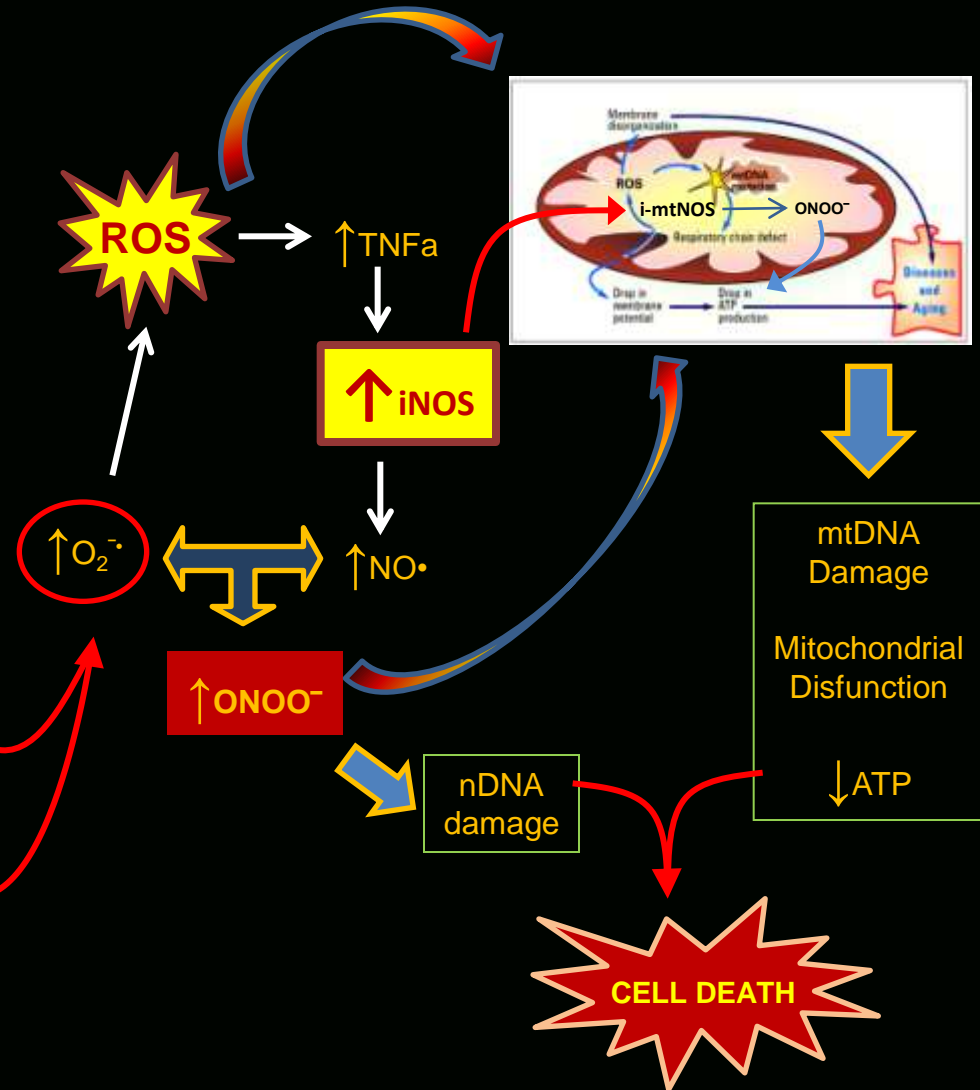 Membrane
disorganization
ROS
mtDNA
i-mtNOS
ONOO⁻
Respiratory chain defect
Drop in
membrane
potential
Drop in
ATP
production
Diseases
and
Aging
ROS
↑TNFa
↑iNOS
↑O₂⁻•
↑NO•
↑ONOO⁻
nDNA
damage
mtDNA
Damage
Mitochondrial
Disfunction
↓ATP
CELL DEATH